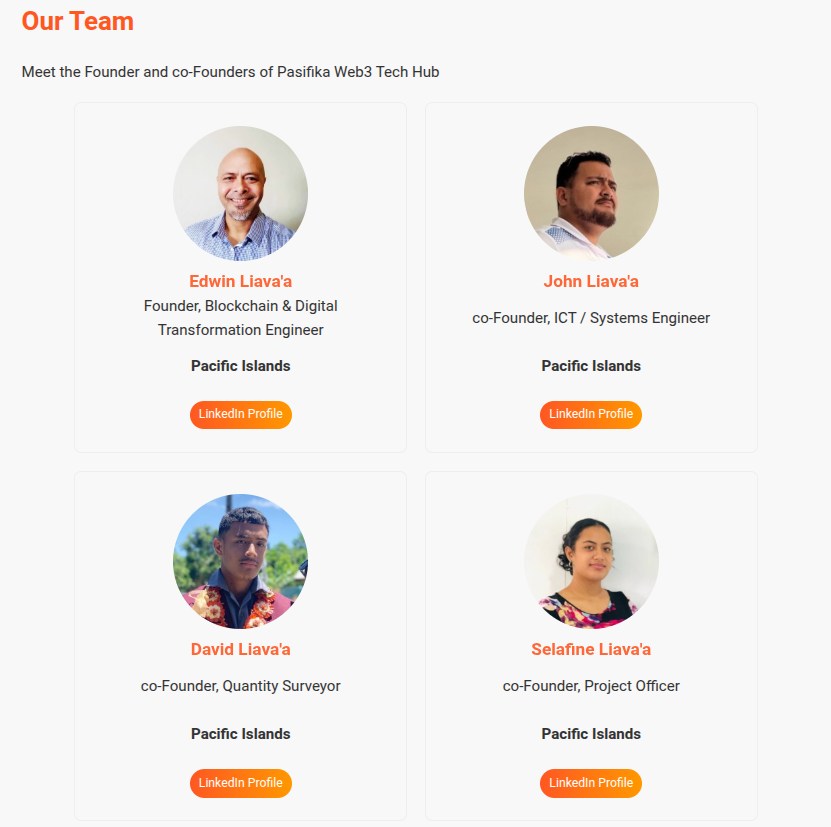 Our Team
Meet the Founder and co-Founders of Pasifika Web3 Tech Hub
Edwin Liava'a
Founder, Blockchain & Digital
Transformation Engineer
Pacific Islands
LinkedIn Profile
John Liava'a
co-Founder, ICT / Systems Engineer
Pacific Islands
LinkedIn Profile
David Liava'a
co-Founder, Quantity Surveyor
Pacific Islands
LinkedIn Profile
Selafine Liava'a
co-Founder, Project Officer
Pacific Islands
LinkedIn Profile